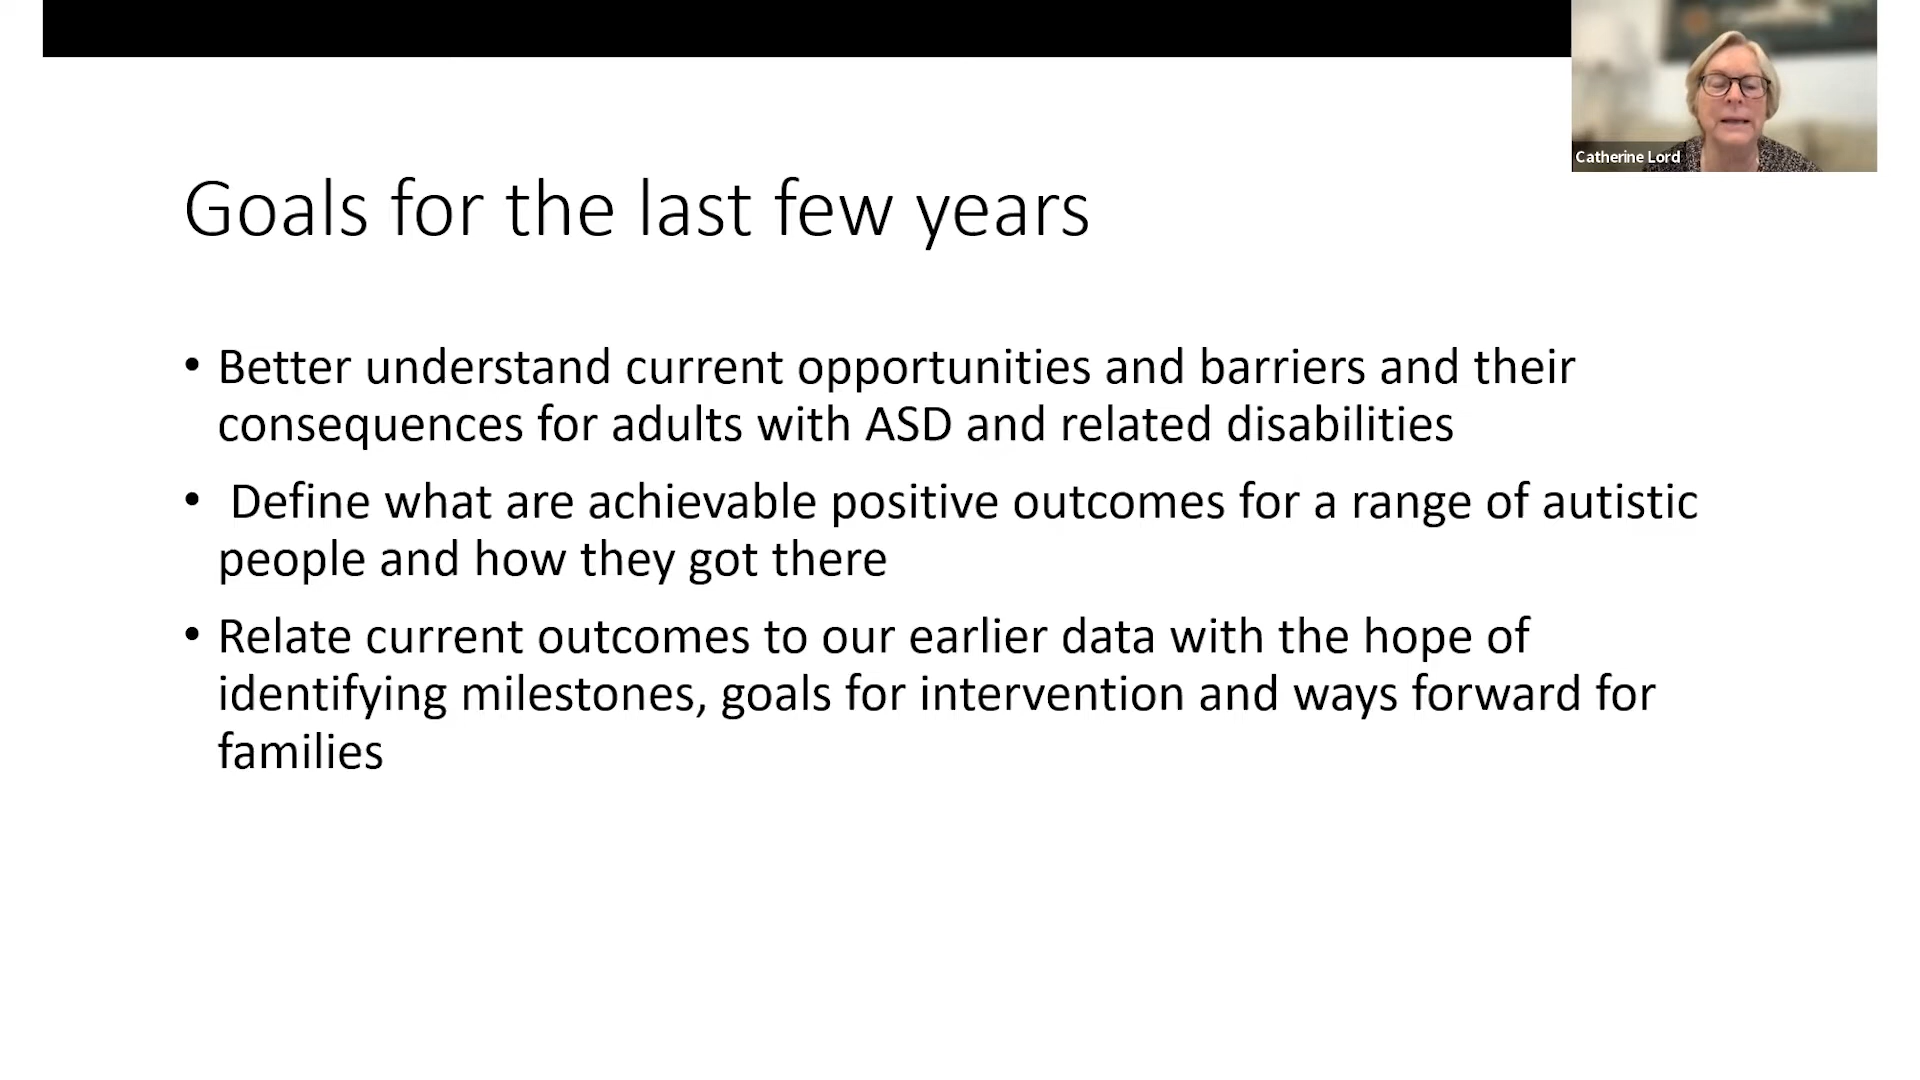 Catherine Lord
Goals for the last few years
• Better understand current opportunities and barriers and their
consequences for adults with ASD and related disabilities
• Define what are achievable positive outcomes for a range of autistic
people and how they got there
• Relate current outcomes to our earlier data with the hope of
identifying milestones, goals for intervention and ways forward for
families